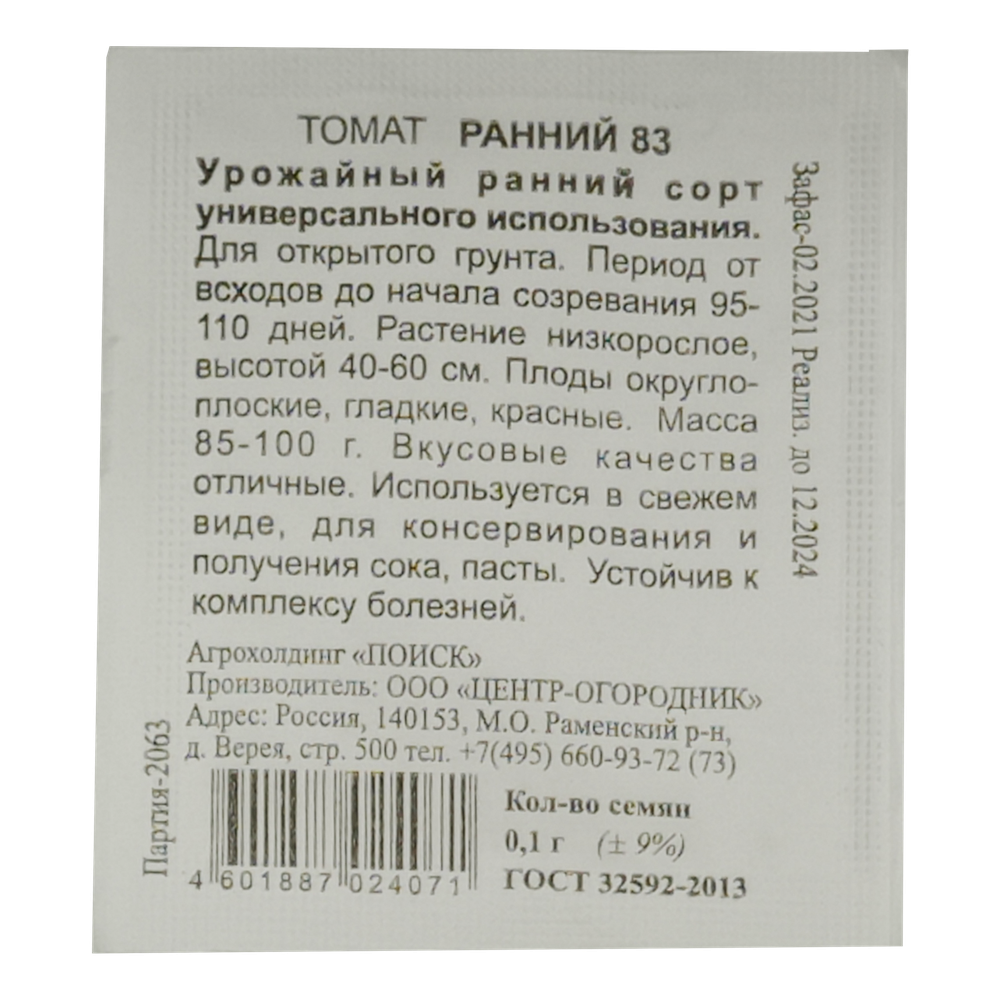 ТОМАТ РАННИЙ 83
Урожайный ранний сорт
универсального использования.
Для открытого грунта. Период от
всходов до начала созревания 95-
110 дней. Растение низкорослое,
высотой 40-60 см. Плоды округло-
плоские, гладкие, красные. Масса
85-100 г. Вкусовые качества
отличные. Используется в свежем
виде, для консервирования и
получения сока, пасты. Устойчив к
комплексу болезней.
Агрохолдинг «ПОИСК»
Производитель: ООО «ЦЕНТР-ОГОРОДНИК»
Адрес: Россия, 140153, М.О. Раменский р-н,
д. Верея, стр. 500 тел. +7(495) 660-93-72 (73)
Кол-во семян
0,1 г (± 9%)
ГОСТ 32592-2013
4 601887 024071
Партия-2063
Зафас-02.2021 Реализ. до 12.2024